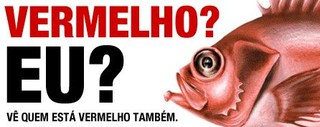 VERMELHO?
EU?
VÊ QUEM ESTÁ VERMELHO TAMBÉM.